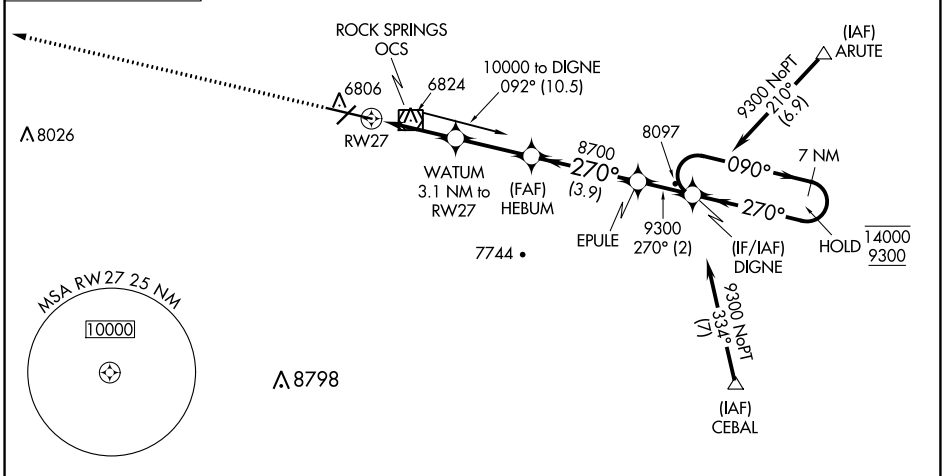 ROCK SPRINGS
OCS
6806
6824
10000 to DIGNE
092° (10.5)
(IAF)
ARUTE
9300 NoPT
210°
(6.9)
8026
RW27
WATUM
3.1 NM to
RW27
(FAF)
HEBUM
8700
270°
(3.9)
8097
090°
7 NM
270°
EPULE
9300
270° (2)
(IF/IAF)
DIGNE
HOLD
14000
9300
7744
9300 NoPT
334°
(7)
MSA RW27 25 NM
10000
8798
(IAF)
CEBAL